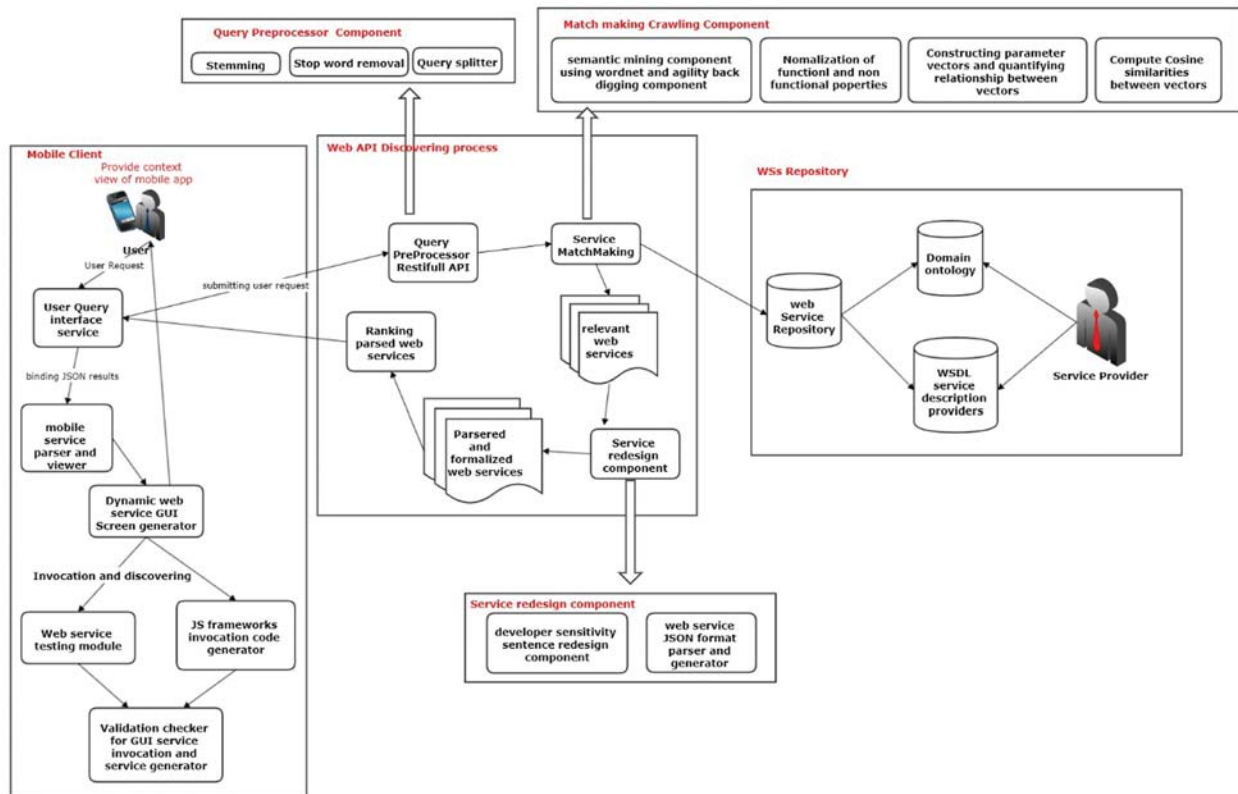 Query Preprocessor  Component
Stemming
Stop word removal
Query splitter
Match making Crawling Component
semantic mining component
using wordnet and agility back
digging component
Nomalization of
functionl and non
functional poperties
Constructing parameter
vectors and quantifying
relationship between
vectors
Compute Cosine
similarities
between vectors
Mobile Client
Provide context
view of mobile app
User
User Request
User Query
interface
service
binding JSON results
mobile
service
parser and
viewer
Dynamic web
service GUI
Screen generator
Invocation and discovering
Web service
testing module
JS frameworks
invocation code
generator
Validation checker
for GUI service
invocation and
service generator
submitting user request
Web API Discovering process
Query
PreProcessor
Restifull API
Service
MatchMaking
Ranking
parsed web
services
relevant
web
services
Parsered
and
formalized
web services
Service
redesign
component
WSs Repository
web
Service
Repository
Domain
ontology
WSDL
service
description
providers
Service Provider
Service redesign component
developer sensitivity
sentence redesign
component
web service
JSON format
parser and
generator